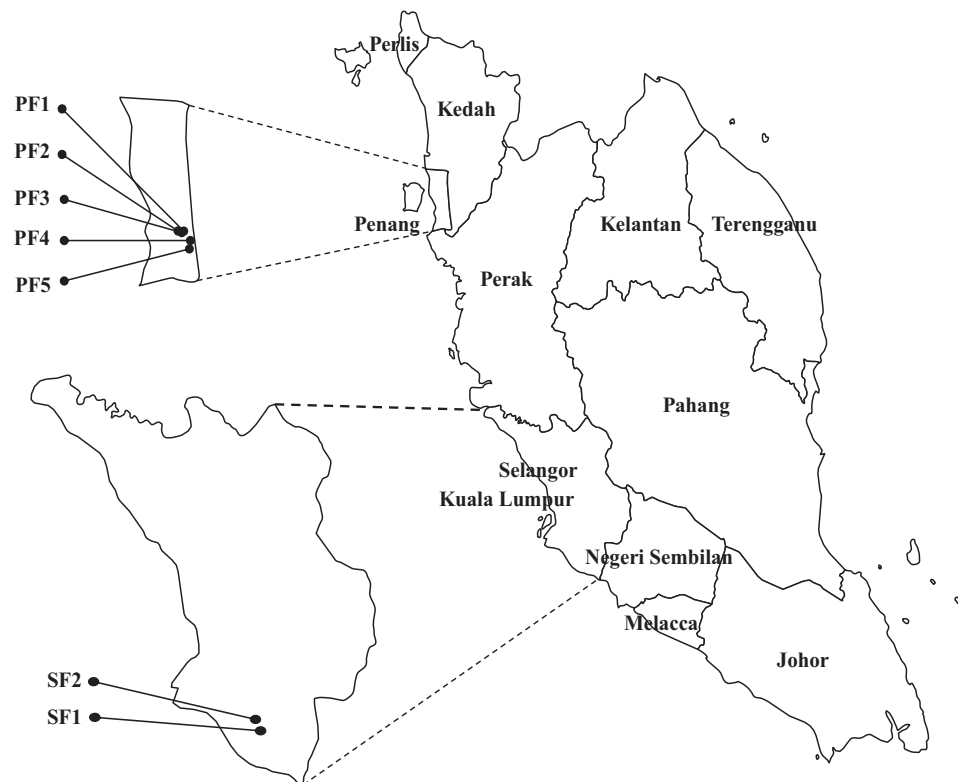 Perlis
Kedah
PF1
PF2
PF3
PF4
PF5
Penang
Kelantan
Terengganu
Perak
Pahang
Selangor
Kuala Lumpur
Negeri Sembilan
Melacca
Johor
SF2
SF1